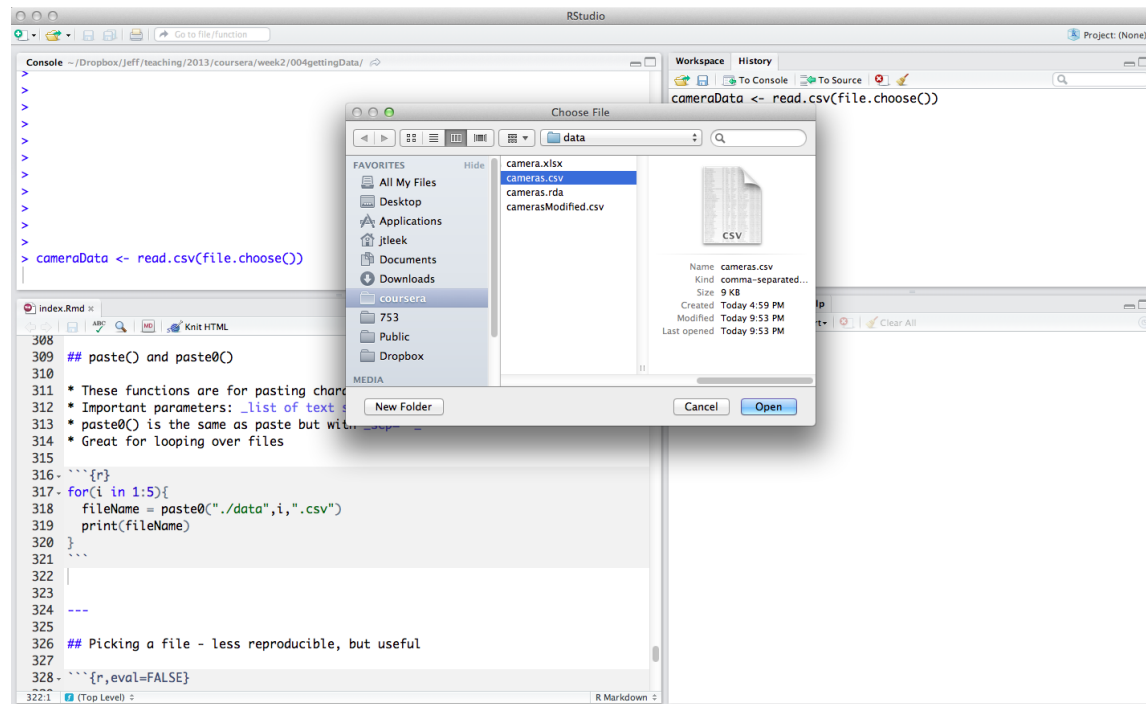 RStudio
Go to file/function
Project: (None)
Console ~/Dropbox/Jeff/teaching/2013/coursera/week2/004gettingData/
>
>
>
>
>
>
>
>
>
>
>
> cameraData <- read.csv(file.choose())
Workspace History
To Console To Source
cameraData <- read.csv(file.choose())
Choose File
data
FAVORITES Hide
All My Files
Desktop
Applications
jtleek
Documents
Downloads
coursera
753
Public
Dropbox
MEDIA
camera.xlsx
cameras.csv
cameras.rda
camerasModified.csv
CSV
Name cameras.csv
Kind comma-separated...
Size 9 KB
Created Today 4:59 PM
Modified Today 9:53 PM
Last opened Today 9:53 PM
New Folder
Cancel Open
index.Rmd
ABC MD Knit HTML
308
309 ## paste() and paste0()
310
311 * These functions are for pasting
312 * Important parameters: _list of text
313 * paste0() is the same as paste but with
314 * Great for looping over files
315
316 ```{r}
317 for(i in 1:5){
318 fileName = paste0("./data",i,".csv")
319 print(fileName)
320 }
321 ```
322
323
324 ---
325
326 ## Picking a file - less reproducible, but useful
327
328 ```{r,eval=FALSE}
322:1 (Top Level) R Markdown
Clear All